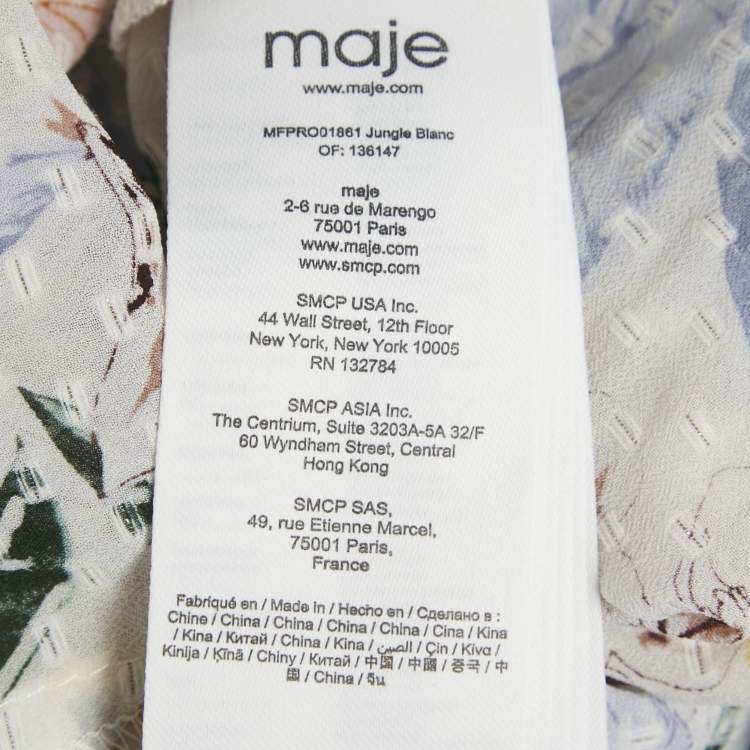 maje
www.maje.com
MFPRO01861 Jungle Blanc
OF: 136147
maje
2-6 rue de Marengo
75001 Paris
www.maje.com
www.smcp.com
SMCP USA Inc.
44 Wall Street, 12th Floor
New York, New York 10005
RN 132784
SMCP ASIA Inc.
The Centrium, Suite 3203A-5A 32/F
60 Wyndham Street, Central
Hong Kong
SMCP SAS,
49, rue Etienne Marcel,
75001 Paris,
France
Fabriqué en / Made in / Hecho en / Сделано в :
Chine / China / China / China / China / Cina / Kina
/ Kina / Китай / China / Kina / الصين / Çin / Κίνα /
Kinija / Ķīnā / Chiny / Китай / 中国 / 中國 / 중국 / 中
国 / China / จีน